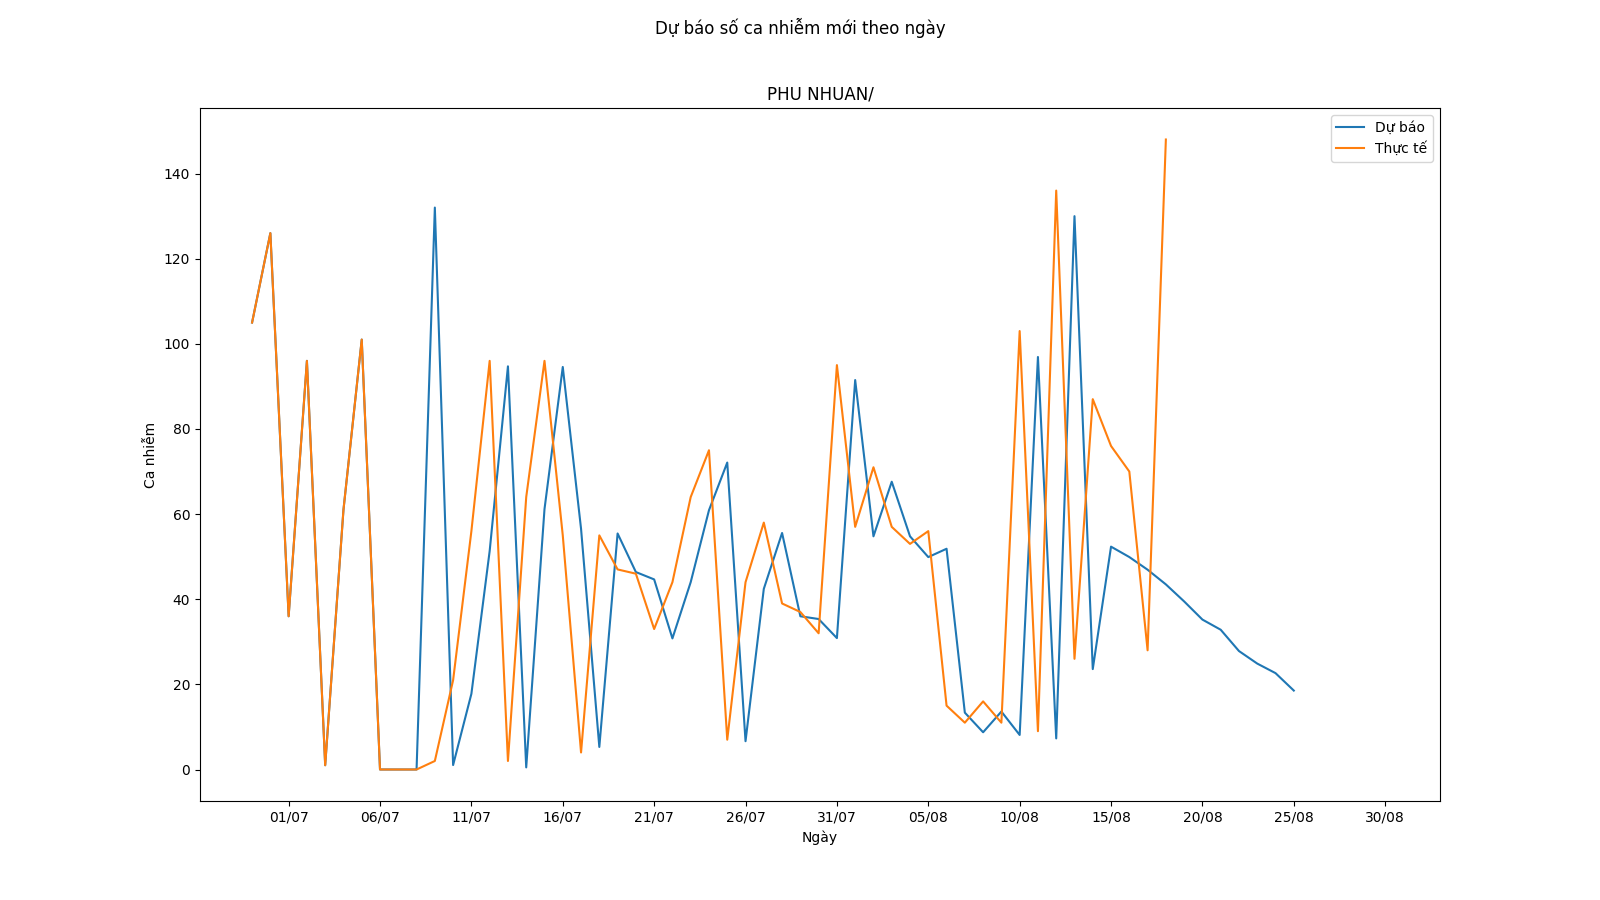 Dự báo số ca nhiễm mới theo ngày
PHU NHUAN/
Dự báo
Thực tế
140
120
100
80
60
40
20
0
Ca nhiễm
01/07 06/07 11/07 16/07 21/07 26/07 31/07 05/08 10/08 15/08 20/08 25/08 30/08
Ngày